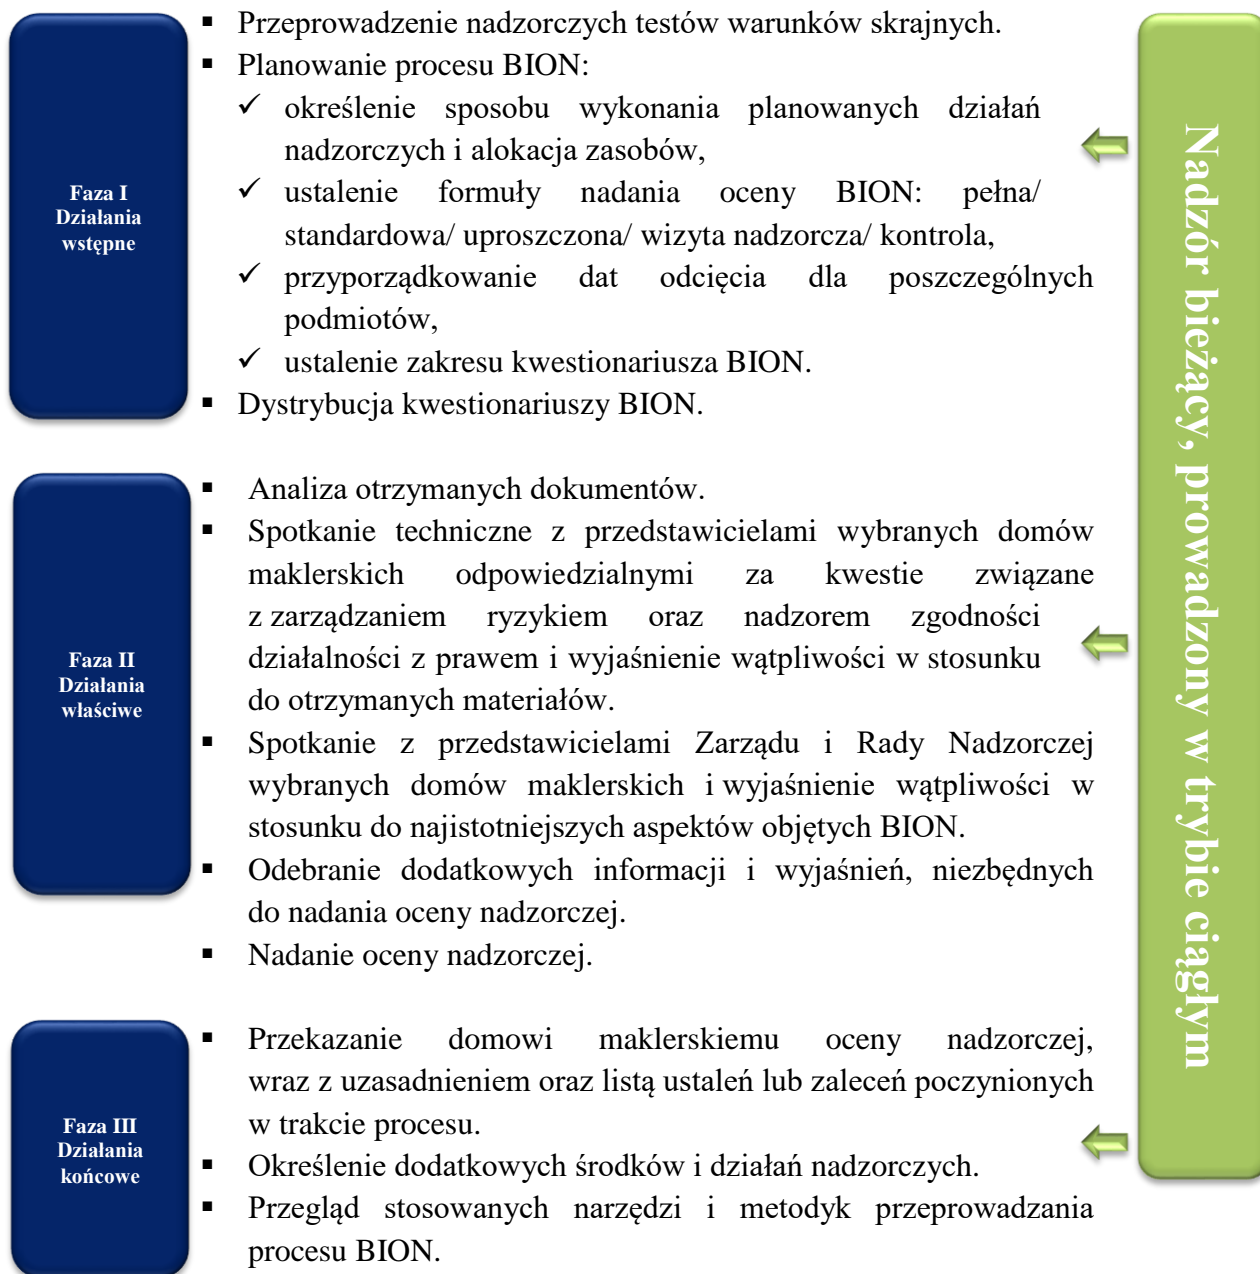 Faza I
Działania
wstępne
▪ Przeprowadzenie nadzorczych testów warunków skrajnych.
▪ Planowanie procesu BION:
✓ określenie sposobu wykonania planowanych działań
nadzorczych i alokacja zasobów,
✓ ustalenie formuły nadania oceny BION: pełna/
standardowa/ uproszczona/ wizyta nadzorcza/ kontrola,
✓ przyporządkowanie dat odcięcia dla poszczególnych
podmiotów,
✓ ustalenie zakresu kwestionariusza BION.
▪ Dystrybucja kwestionariuszy BION.
Faza II
Działania
właściwe
▪ Analiza otrzymanych dokumentów.
▪ Spotkanie techniczne z przedstawicielami wybranych domów
maklerskich odpowiedzialnymi za kwestie związane
z zarządzaniem ryzykiem oraz nadzorem zgodności
działalności z prawem i wyjaśnienie wątpliwości w stosunku
do otrzymanych materiałów.
▪ Spotkanie z przedstawicielami Zarządu i Rady Nadzorczej
wybranych domów maklerskich i wyjaśnienie wątpliwości w
stosunku do najistotniejszych aspektów objętych BION.
▪ Odebranie dodatkowych informacji i wyjaśnień, niezbędnych
do nadania oceny nadzorczej.
▪ Nadanie oceny nadzorczej.
Faza III
Działania
końcowe
▪ Przekazanie domowi maklerskiemu oceny nadzorczej,
wraz z uzasadnieniem oraz listą ustaleń lub zaleceń poczynionych
w trakcie procesu.
▪ Określenie dodatkowych środków i działań nadzorczych.
▪ Przegląd stosowanych narzędzi i metodyk przeprowadzania
procesu BION.
Nadzór bieżący, prowadzony w trybie ciągłym